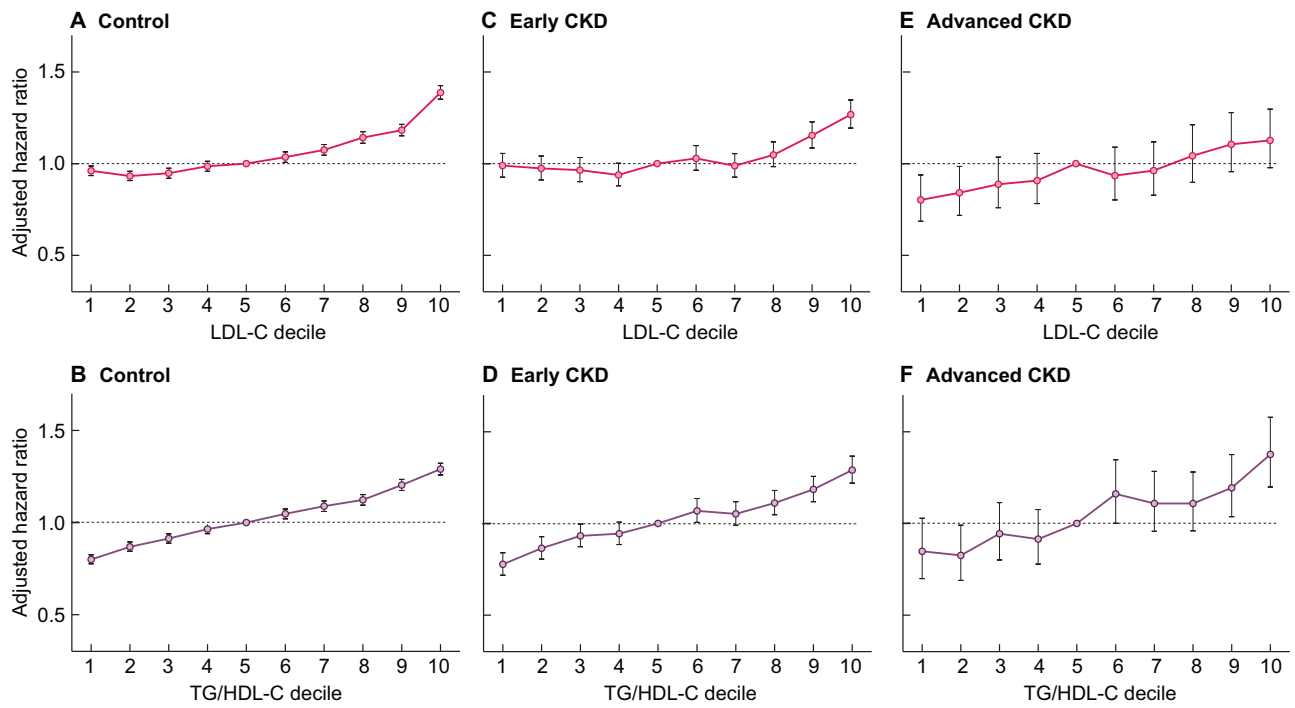 A Control
Adjusted hazard ratio
1.5
1.0
0.5
1 2 3 4 5 6 7 8 9 10
LDL-C decile
C Early CKD
1 2 3 4 5 6 7 8 9 10
LDL-C decile
E Advanced CKD
1 2 3 4 5 6 7 8 9 10
LDL-C decile
B Control
Adjusted hazard ratio
1.5
1.0
0.5
1 2 3 4 5 6 7 8 9 10
TG/HDL-C decile
D Early CKD
1 2 3 4 5 6 7 8 9 10
TG/HDL-C decile
F Advanced CKD
1 2 3 4 5 6 7 8 9 10
TG/HDL-C decile